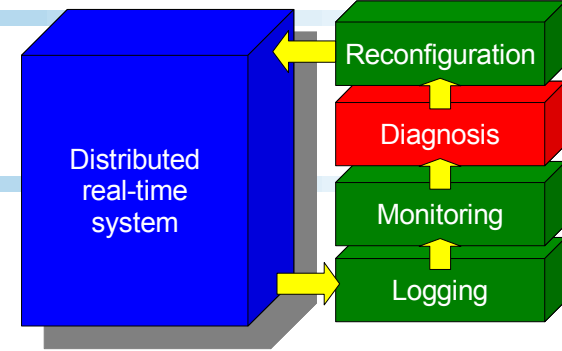 Distributed
real-time
system
Reconfiguration
Diagnosis
Monitoring
Logging